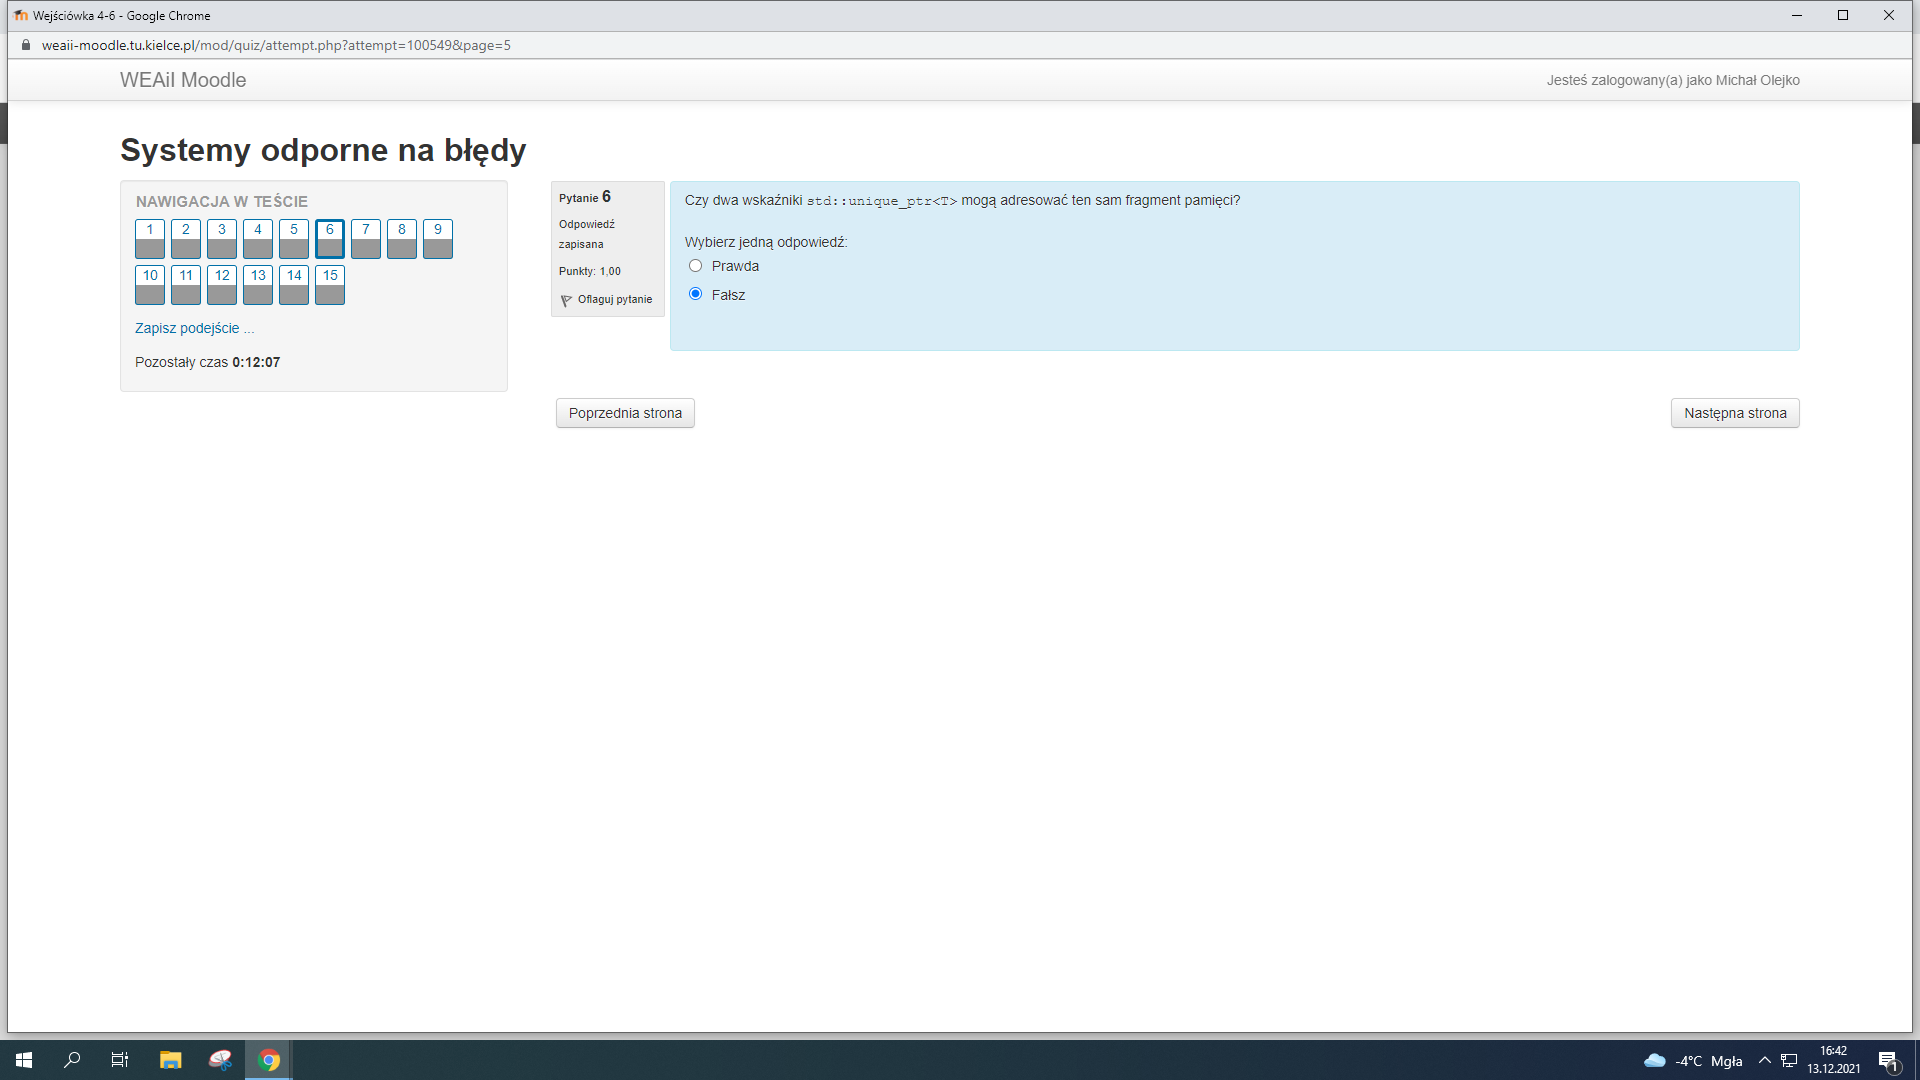 Wejściówka 4-6 - Google Chrome
weaii-moodle.tu.kielce.pl/mod/quiz/attempt.php?attempt=100549&page=5
WEAiI Moodle
Jesteś zalogowany(a) jako Michał Olejko
Systemy odporne na błędy
NAWIGACJA W TEŚCIE
1 2 3 4 5 6 7 8 9
10 11 12 13 14 15
Zapisz podejście ...
Pozostały czas 0:12:07
Pytanie 6
Odpowiedź
zapisana
Punkty: 1,00
Oflaguj pytanie
Czy dwa wskaźniki std::unique_ptr<T> mogą adresować ten sam fragment pamięci?
Wybierz jedną odpowiedź:
Prawda
Fałsz
Poprzednia strona
Następna strona
-4°C Mgła
16:42
13.12.2021
1